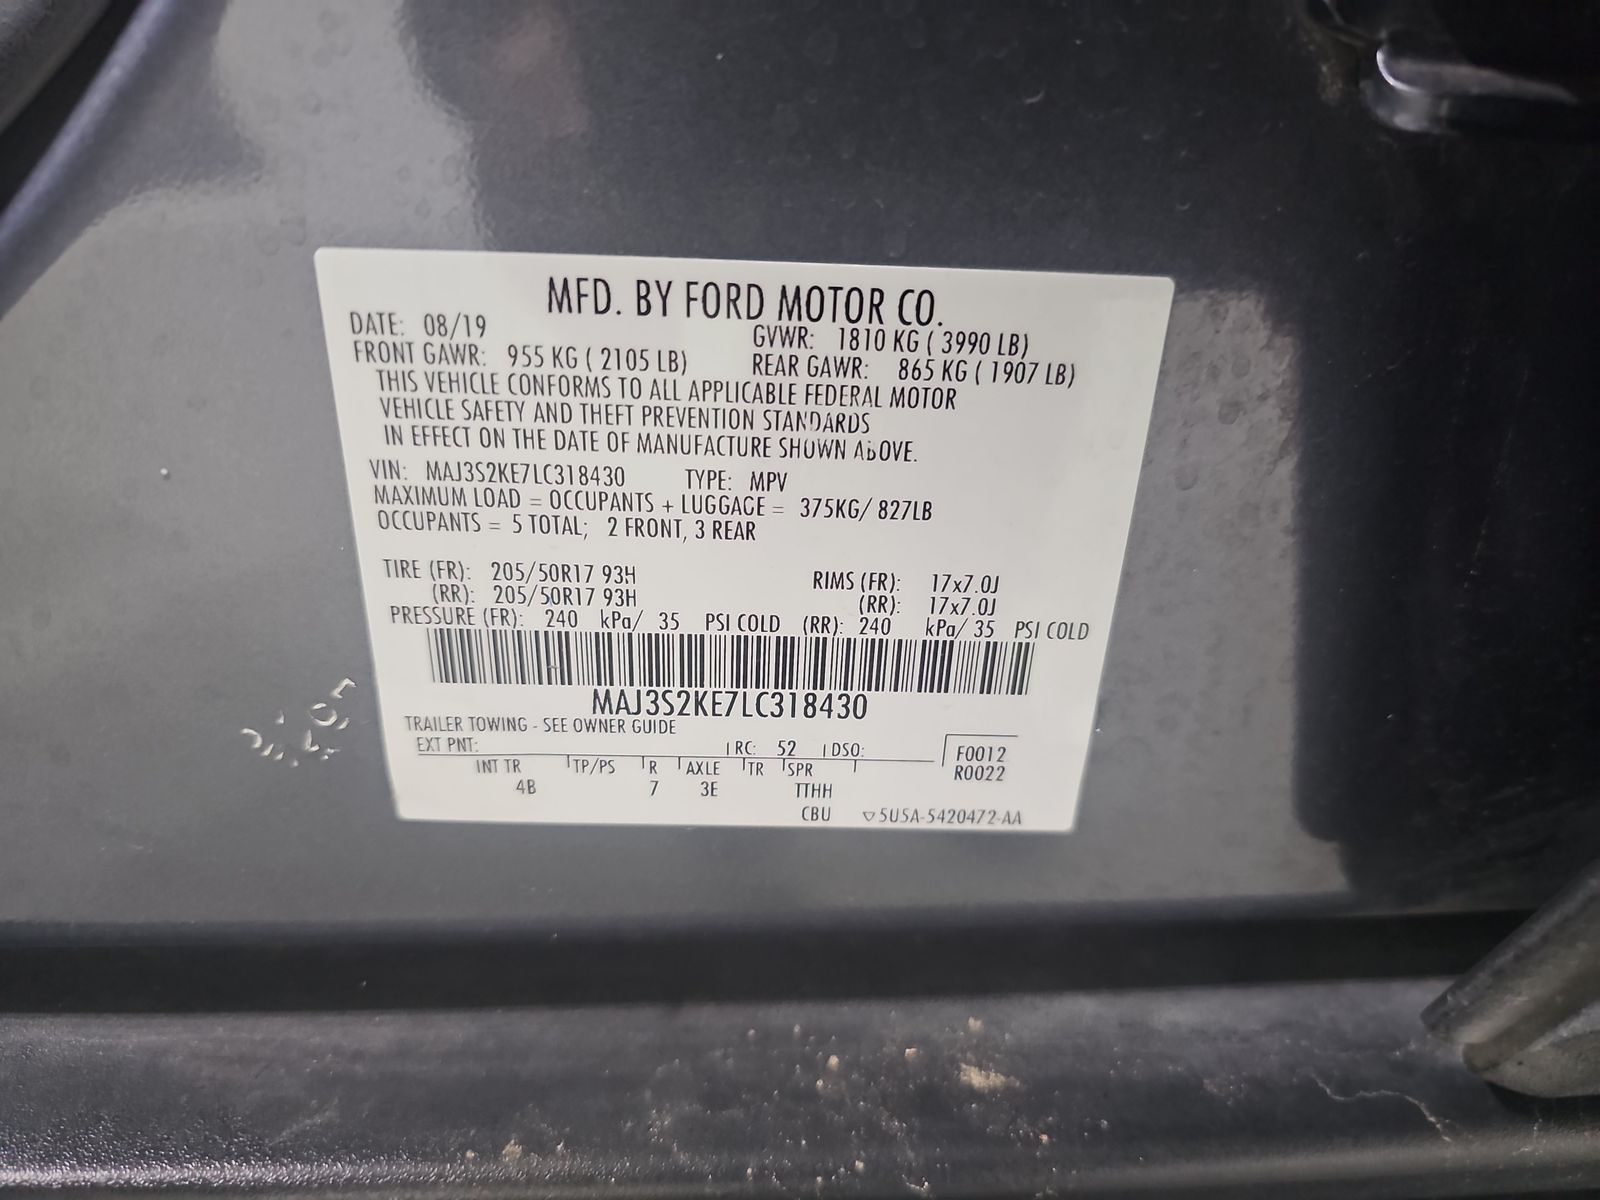 MFD. BY FORD MOTOR CO.
DATE: 08/19 GVWR: 1810 KG ( 3990 LB)
FRONT GAWR: 955 KG ( 2105 LB) REAR GAWR: 865 KG ( 1907 LB)
THIS VEHICLE CONFORMS TO ALL APPLICABLE FEDERAL MOTOR
VEHICLE SAFETY AND THEFT PREVENTION STANDARDS
IN EFFECT ON THE DATE OF MANUFACTURE SHOWN ABOVE.
VIN: MAJ3S2KE7LC318430 TYPE: MPV
MAXIMUM LOAD = OCCUPANTS + LUGGAGE = 375KG/ 827LB
OCCUPANTS = 5 TOTAL; 2 FRONT, 3 REAR
TIRE (FR): 205/50R17 93H RIMS (FR): 17x7.0J
(RR): 205/50R17 93H (RR): 17x7.0J
PRESSURE (FR): 240 kPa/ 35 PSI COLD (RR): 240 kPa/ 35 PSI COLD
MAJ3S2KE7LC318430
TRAILER TOWING - SEE OWNER GUIDE
EXT PNT: RC: 52 DSO: F0012
R0022
INT TR TP/PS R AXLE TR SPR
4B 7 3E TTHH
CBU ▽5U5A-5420472-AA